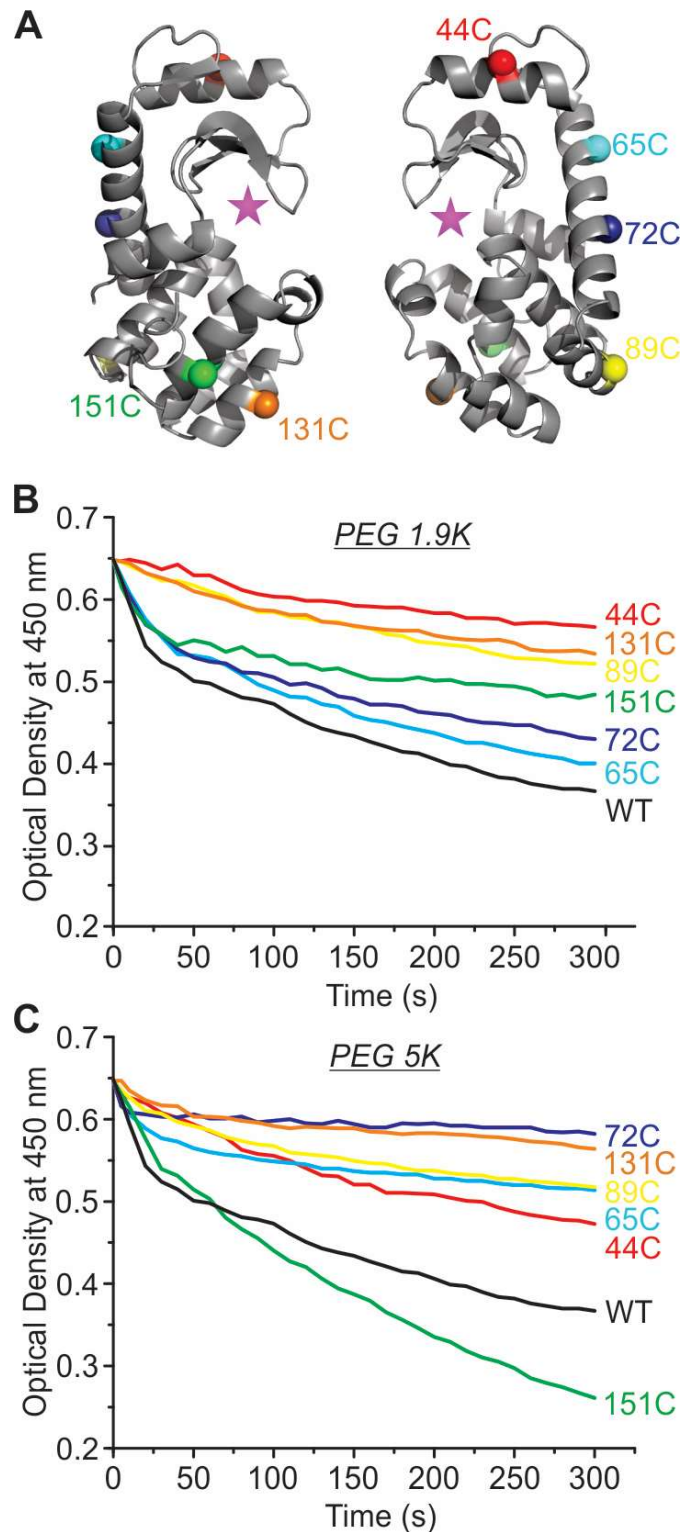 A
44C
65C
72C
89C
151C
131C
B
PEG 1.9K
Optical Density at 450 nm
0.7
0.6
0.5
0.4
0.3
0.2
44C
131C
89C
151C
72C
65C
WT
0 50 100 150 200 250 300
Time (s)
C
PEG 5K
Optical Density at 450 nm
0.7
0.6
0.5
0.4
0.3
0.2
72C
131C
89C
65C
44C
WT
151C
0 50 100 150 200 250 300
Time (s)